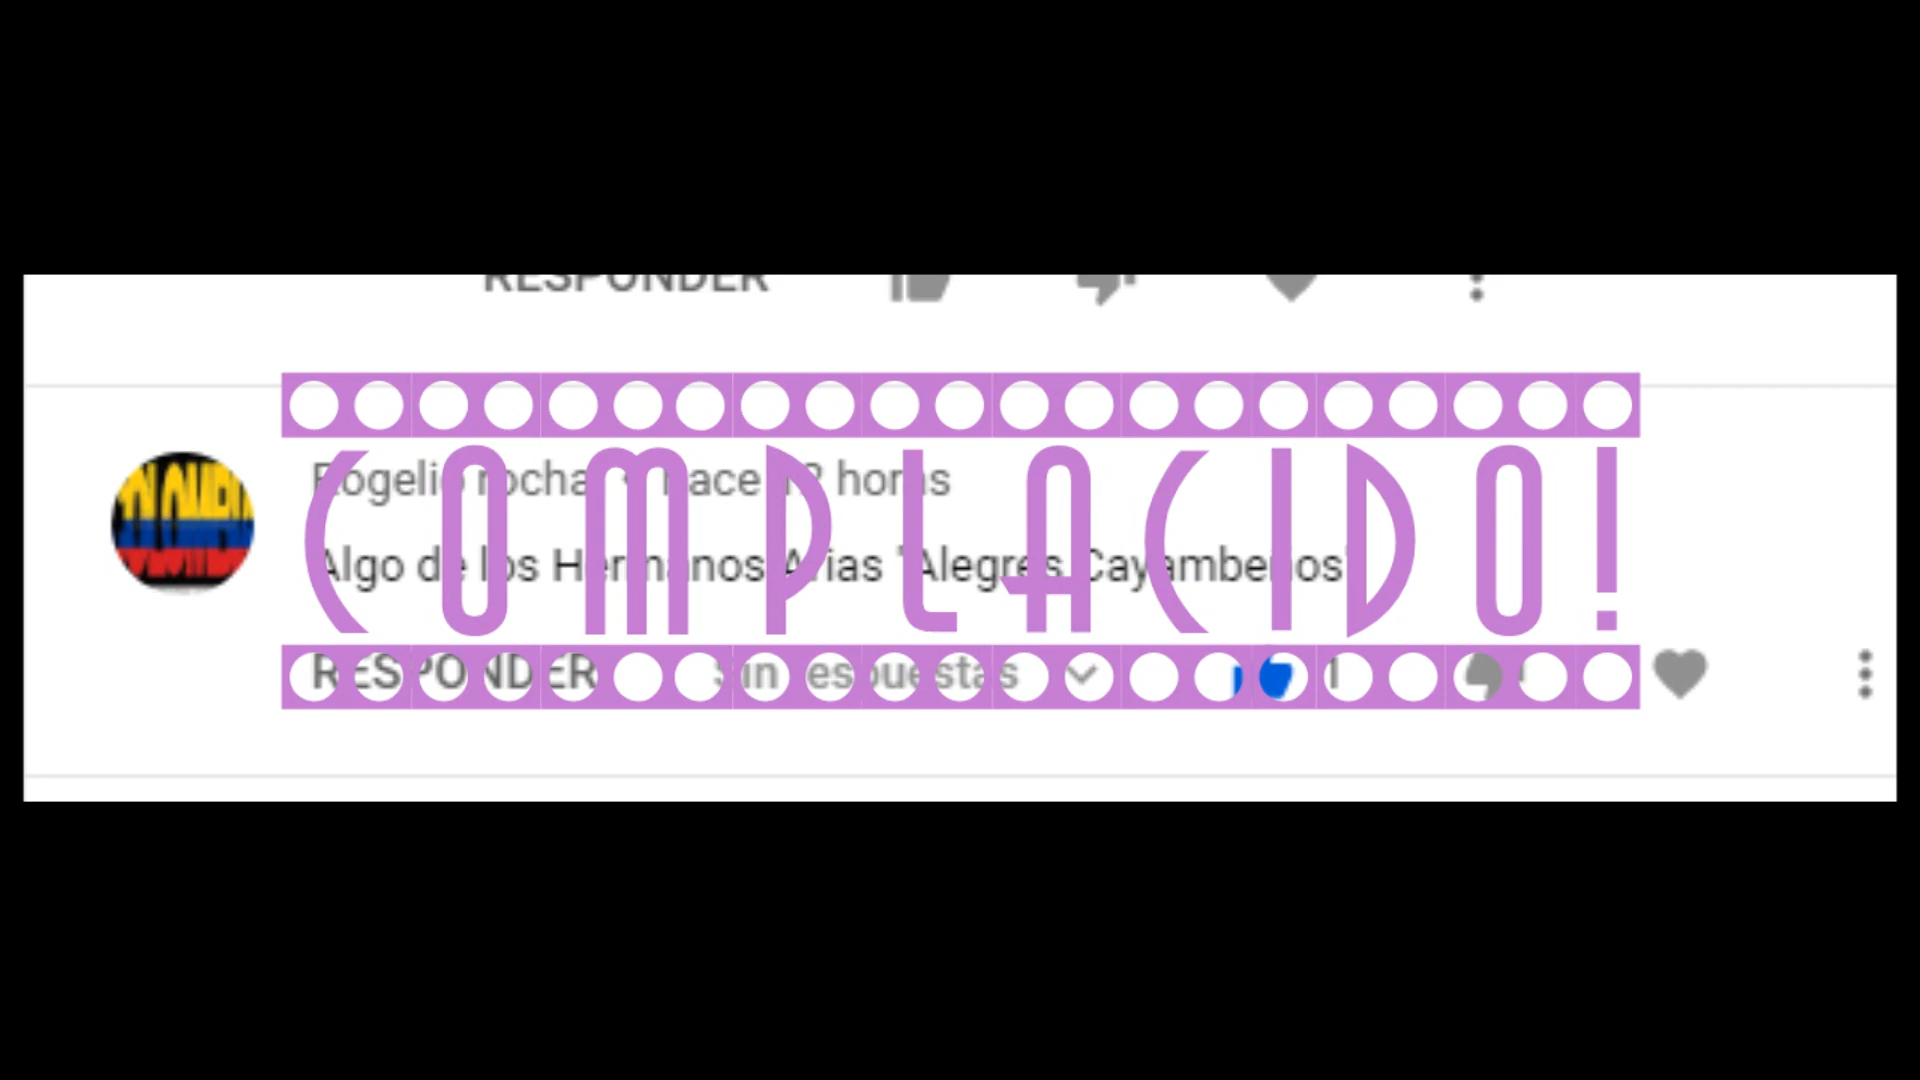 RESPONDER
Rogelio rocha • hace 12 horas
COMPLACIDO!
Algo de los Hermanos Arias "Alegres Cayambeños"
RESPONDER Sin respuestas 1